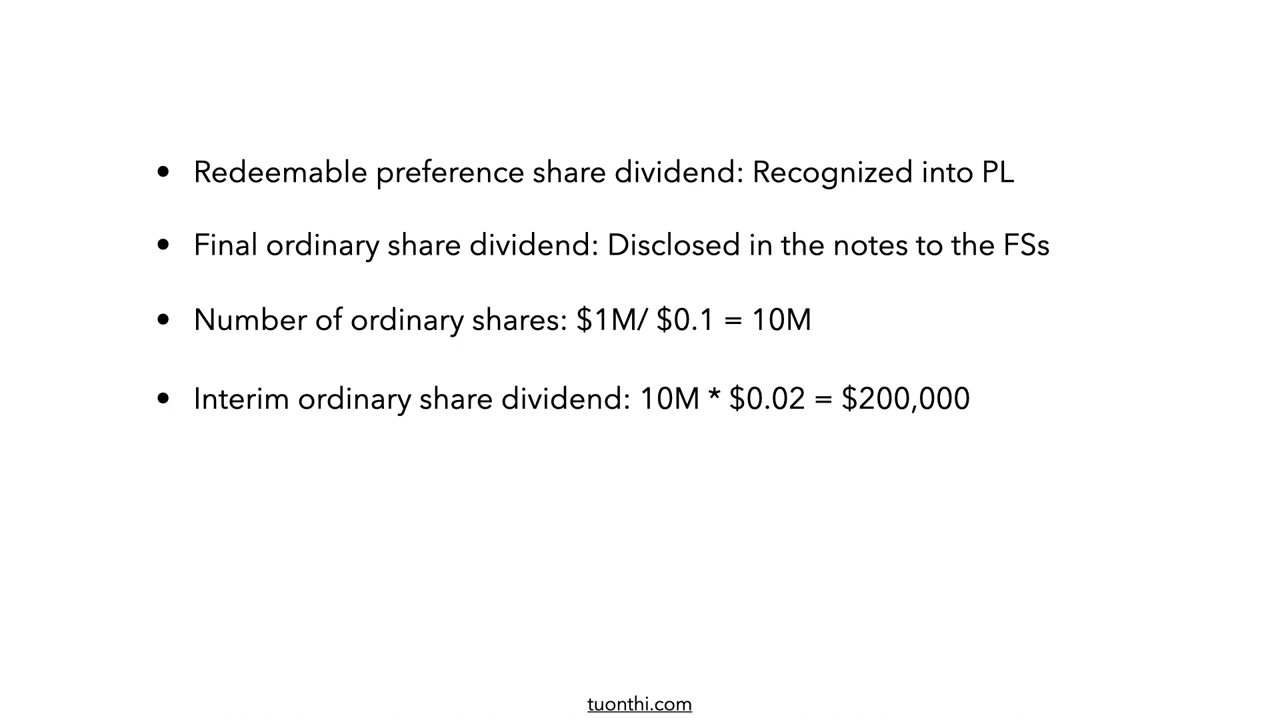 • Redeemable preference share dividend: Recognized into PL
• Final ordinary share dividend: Disclosed in the notes to the FSs
• Number of ordinary shares: $1M/ $0.1 = 10M
• Interim ordinary share dividend: 10M * $0.02 = $200,000
tuonthi.com